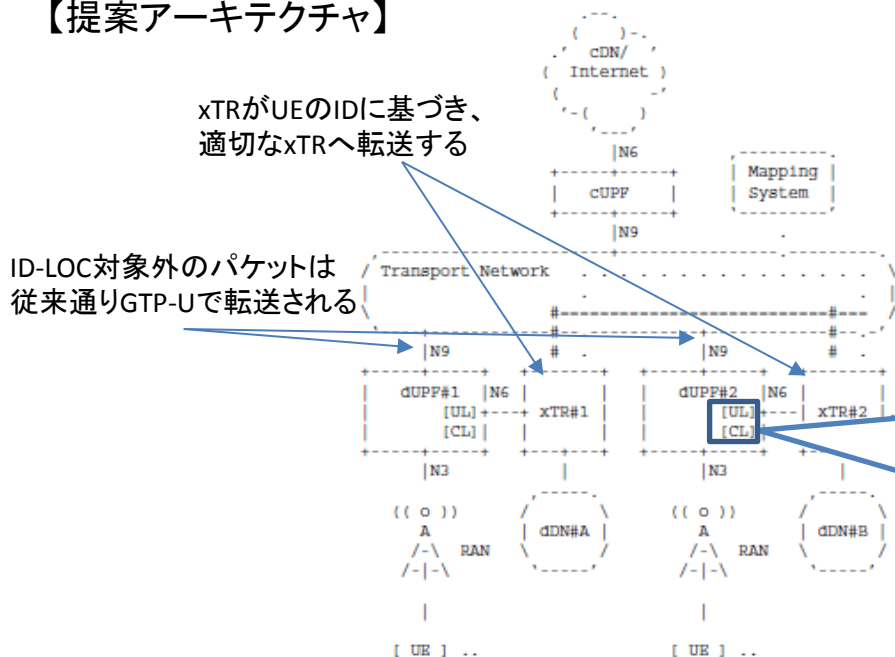 【提案アーキテクチャ】
cDN/
Internet
xTRがUEのIDに基づき、
適切なxTRへ転送する
N6
Mapping
System
cUPF
N9
ID-LOC対象外のパケットは
従来通りGTP-Uで転送される
Transport Network
N9
N9
dUPF#1
N6
[UL]
[CL]
xTR#1
dUPF#2
N6
[UL]
[CL]
xTR#2
N3
N3
(( o ))
A
RAN
dDN#A
(( o ))
A
RAN
dDN#B
[ UE ] ..
[ UE ] ..